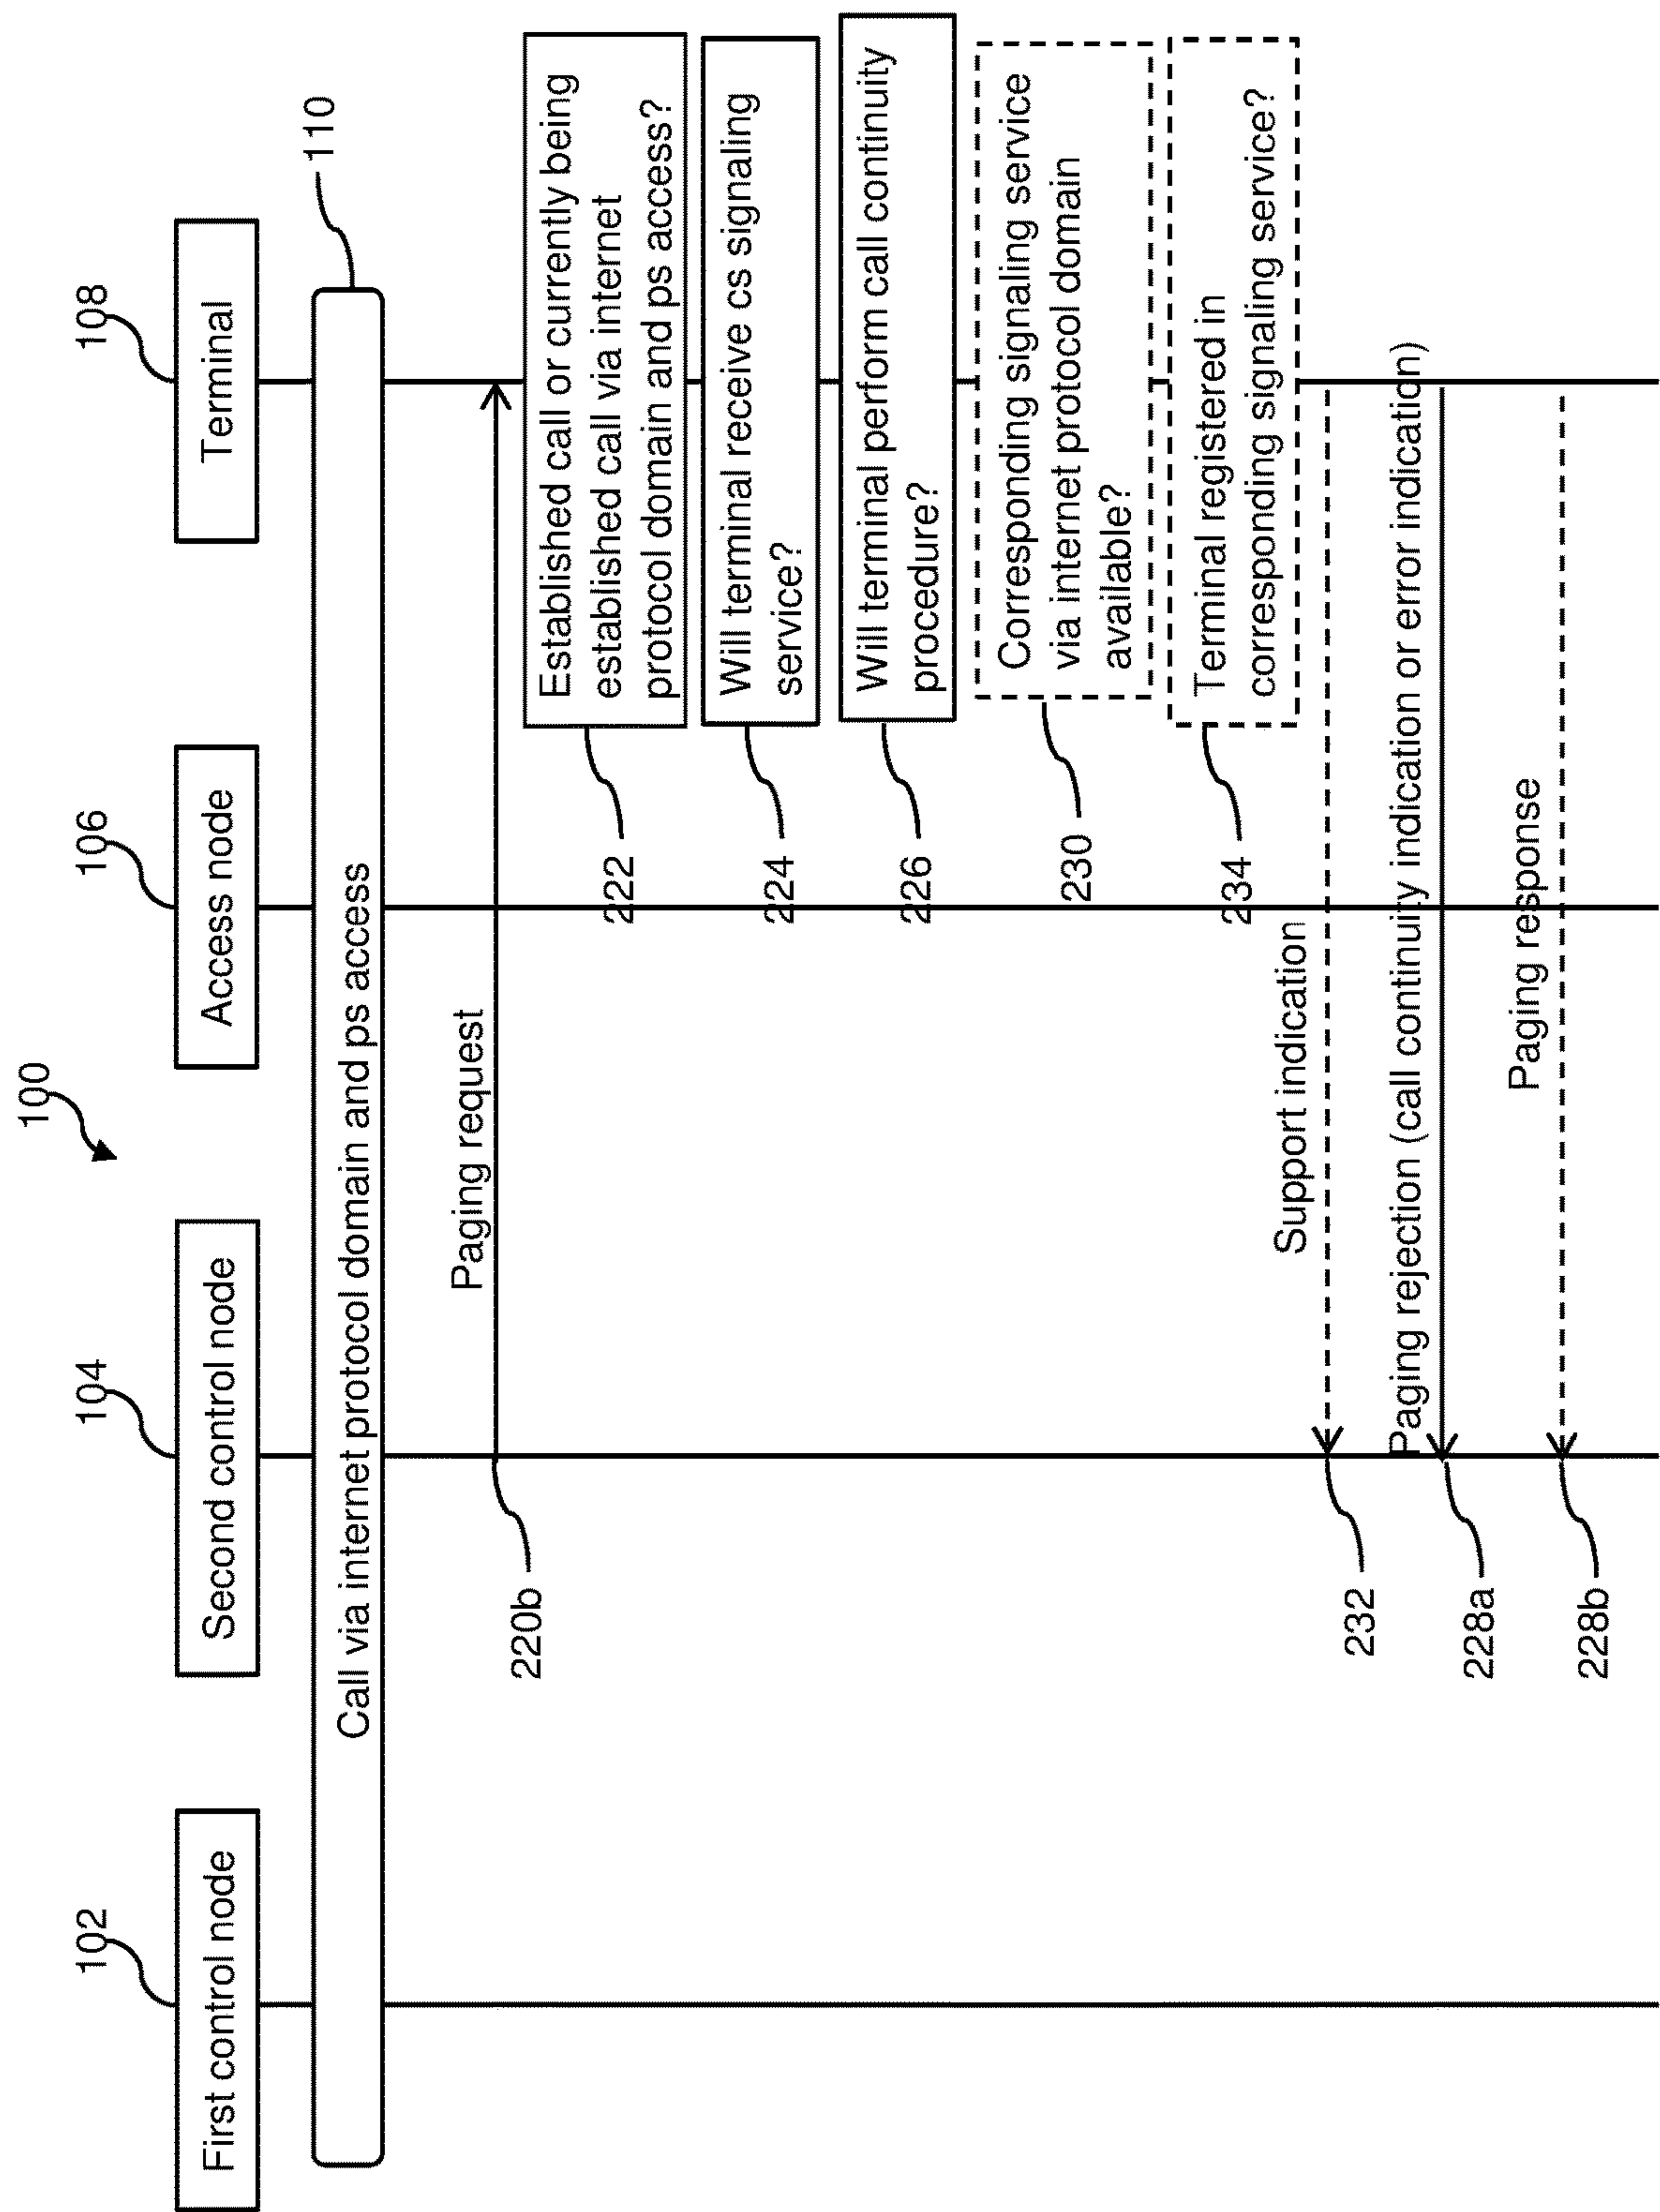 100
102
104
106
108
First control node
Second control node
Access node
Terminal
110
Call via internet protocol domain and ps access
Paging request
220b
Established call or currently being
established call via internet
protocol domain and ps access?
222
Will terminal receive cs signaling
service?
224
Will terminal perform call continuity
procedure?
226
Corresponding signaling service
via internet protocol domain
available?
230
Terminal registered in
corresponding signaling service?
234
Support indication
232
Paging rejection (call continuity indication or error indication)
228a
Paging response
228b